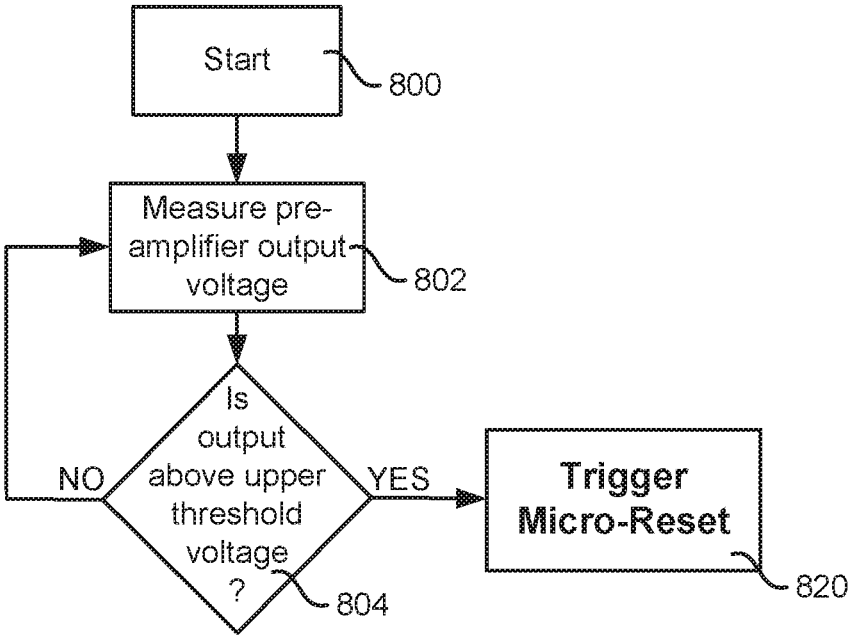 Start
800
Measure pre-
amplifier output
voltage
802
Is
output
above upper
threshold
voltage
?
804
NO
YES
Trigger
Micro-Reset
820